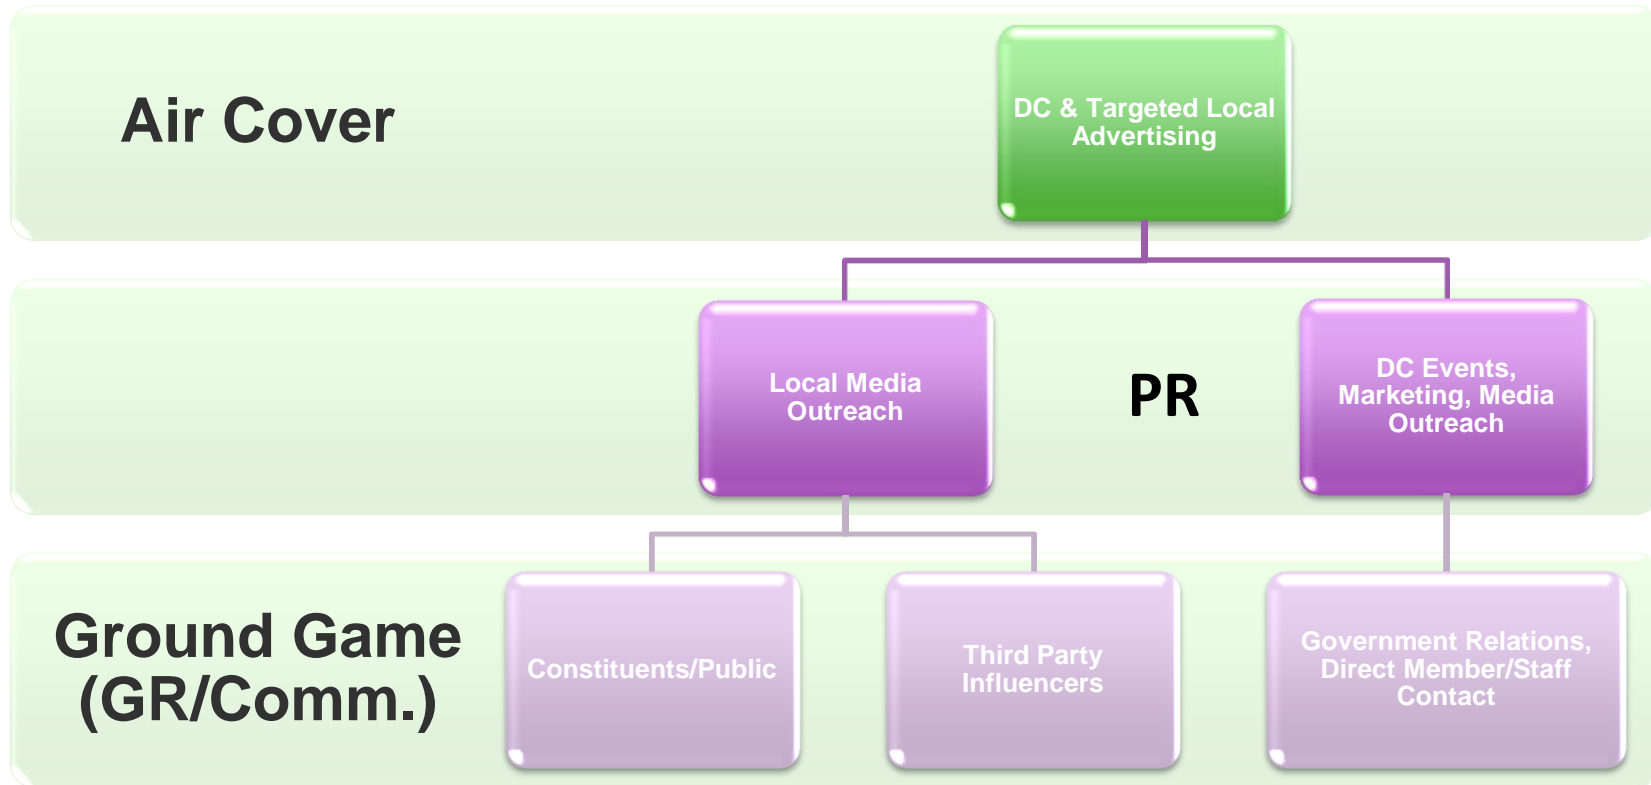 Air Cover
DC & Targeted Local
Advertising
Local Media
Outreach
PR
DC Events,
Marketing, Media
Outreach
Ground Game
(GR/Comm.)
Constituents/Public
Third Party
Influencers
Government Relations,
Direct Member/Staff
Contact